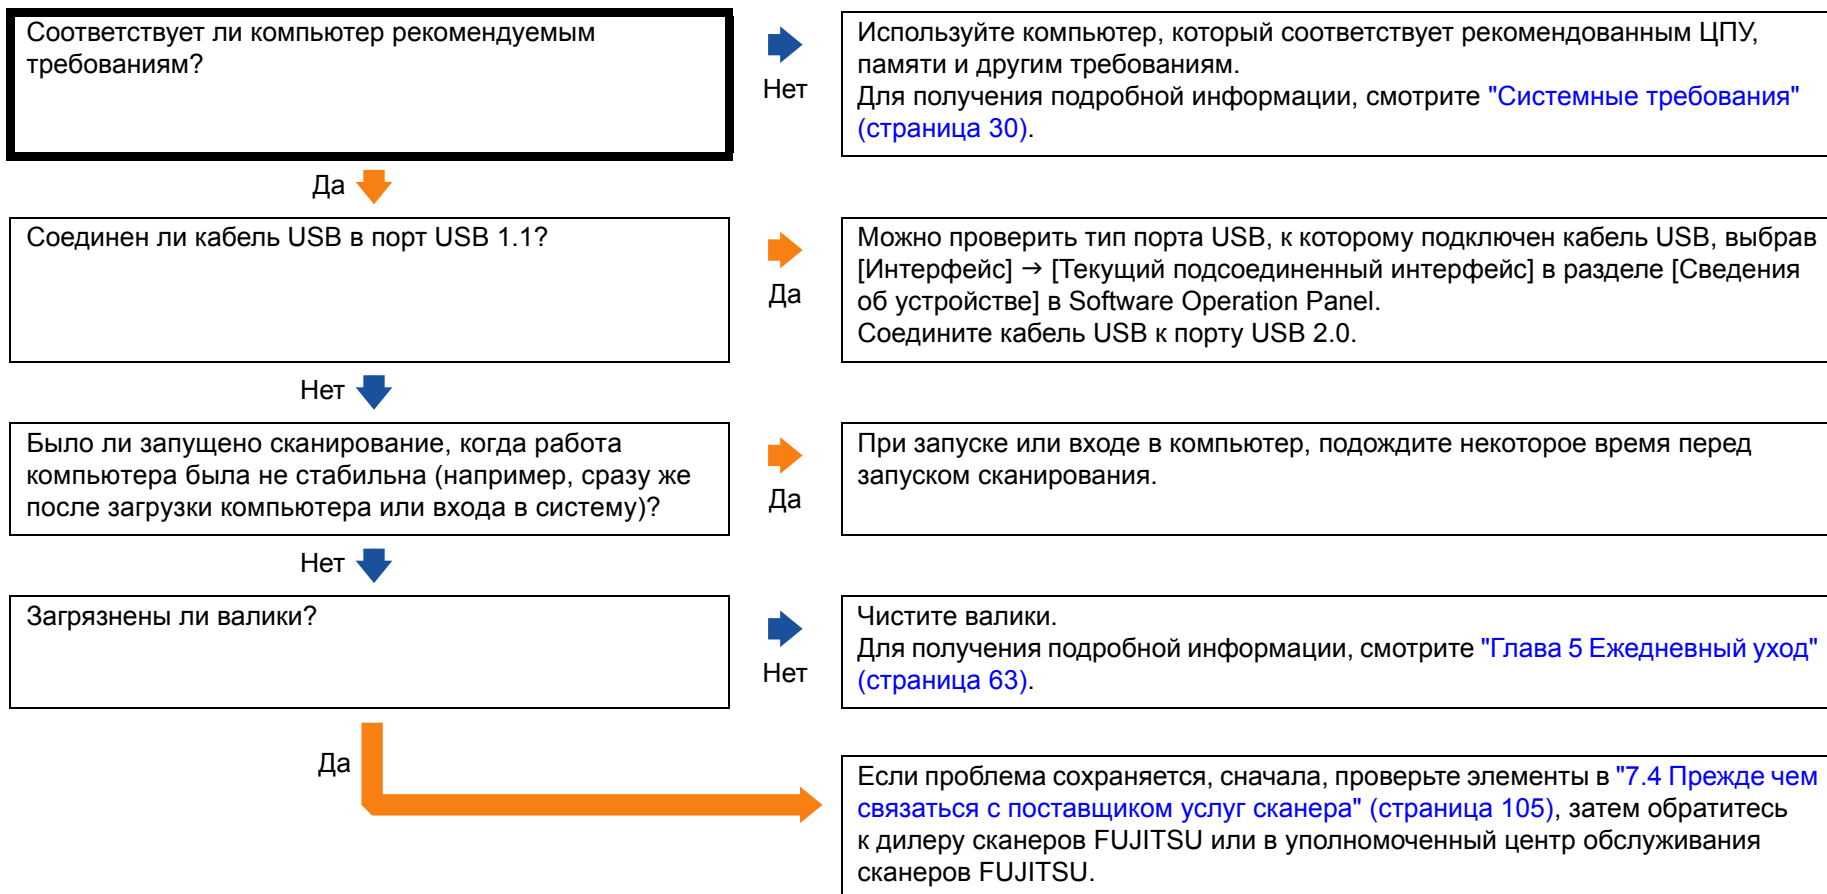 Соответствует ли компьютер рекомендуемым
требованиям?
Нет
Используйте компьютер, который соответствует рекомендованным ЦПУ,
памяти и другим требованиям.
Для получения подробной информации, смотрите "Системные требования"
(страница 30).
Да
Соединен ли кабель USB в порт USB 1.1?
Да
Можно проверить тип порта USB, к которому подключен кабель USB, выбрав
[Интерфейс] → [Текущий подсоединенный интерфейс] в разделе [Сведения
об устройстве] в Software Operation Panel.
Соедините кабель USB к порту USB 2.0.
Нет
Было ли запущено сканирование, когда работа
компьютера была не стабильна (например, сразу же
после загрузки компьютера или входа в систему)?
Да
При запуске или входе в компьютер, подождите некоторое время перед
запуском сканирования.
Нет
Загрязнены ли валики?
Нет
Чистите валики.
Для получения подробной информации, смотрите "Глава 5 Ежедневный уход"
(страница 63).
Да
Если проблема сохраняется, сначала, проверьте элементы в "7.4 Прежде чем
связаться с поставщиком услуг сканера" (страница 105), затем обратитесь
к дилеру сканеров FUJITSU или в уполномоченный центр обслуживания
сканеров FUJITSU.